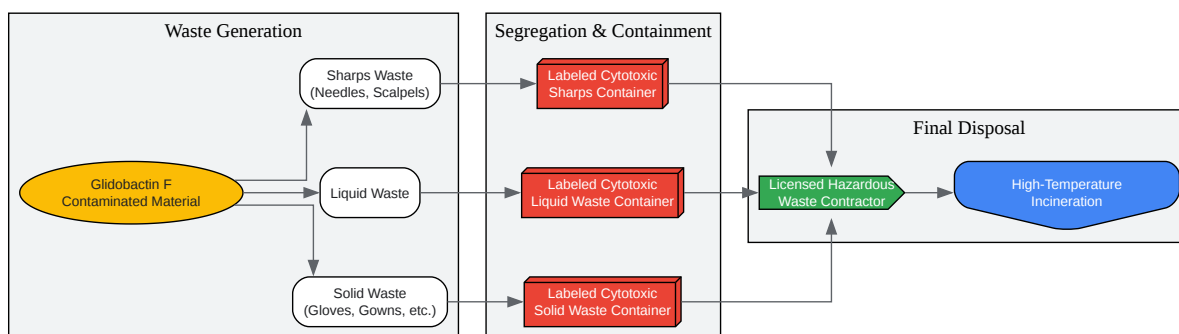 Waste Generation
Glidobactin F
Contaminated Material
Sharps Waste
(Needles, Scalpels)
Liquid Waste
Solid Waste
(Gloves, Gowns, etc.)
Segregation & Containment
Labeled Cytotoxic
Sharps Container
Labeled Cytotoxic
Liquid Waste Container
Labeled Cytotoxic
Solid Waste Container
Final Disposal
Licensed Hazardous
Waste Contractor
High-Temperature
Incineration